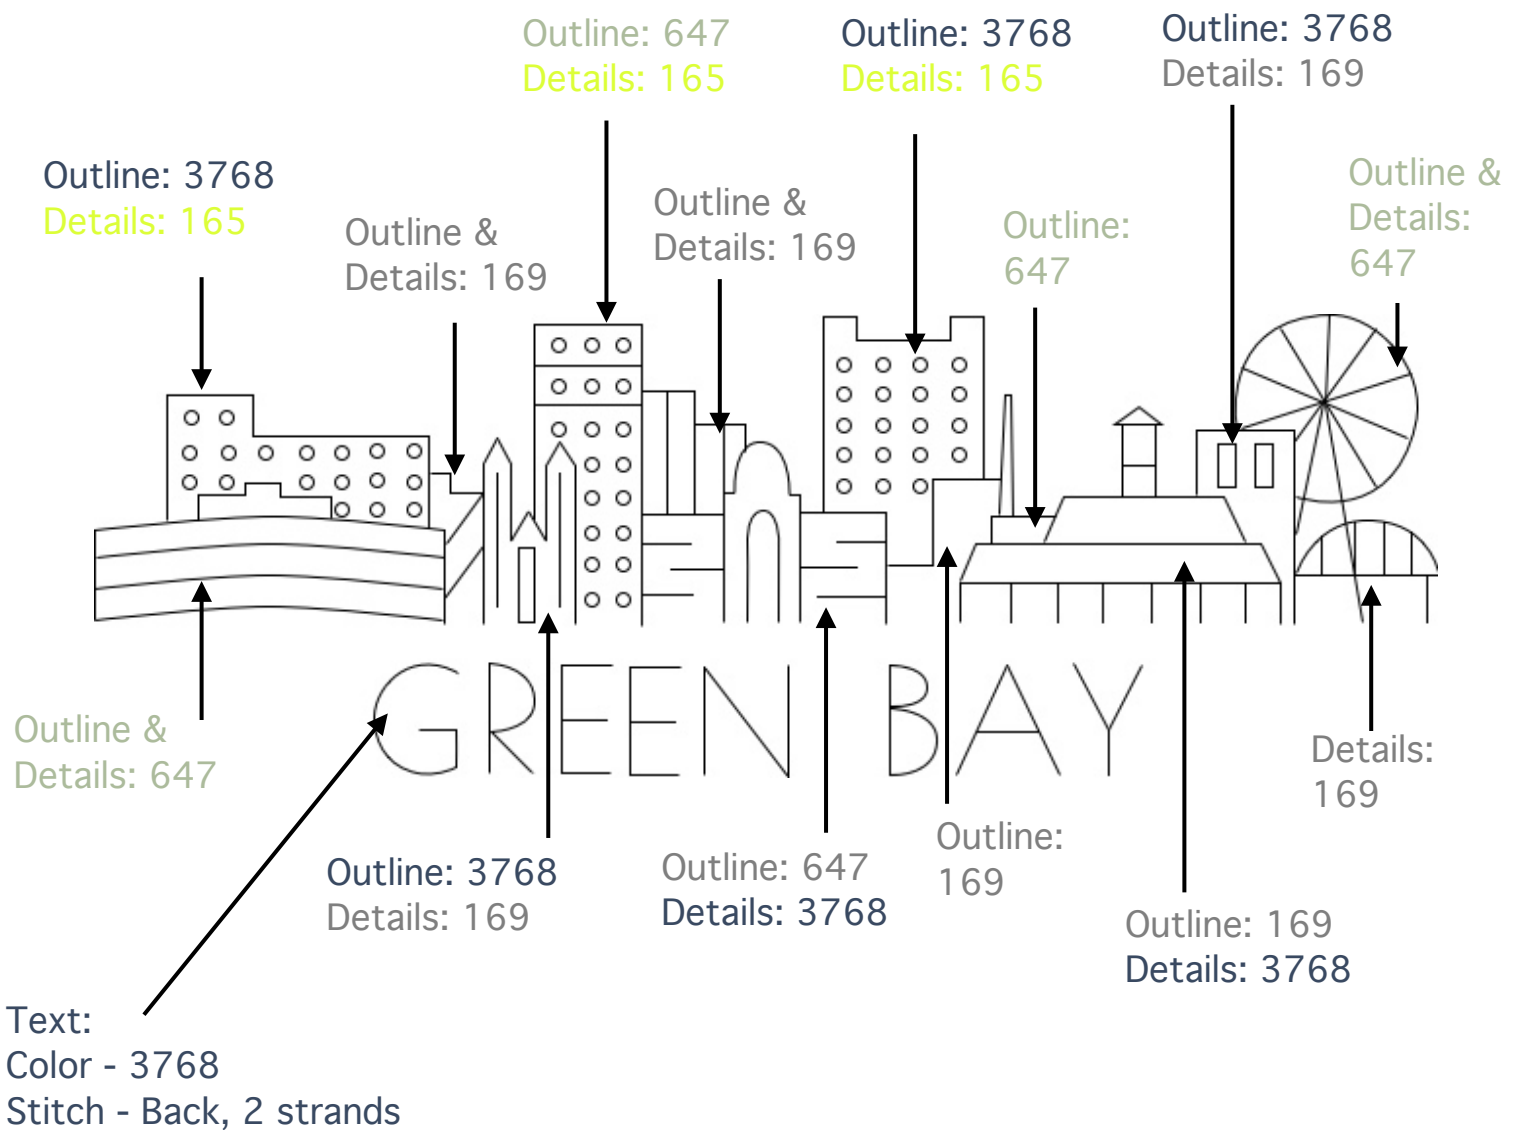 Outline: 647
Details: 165
Outline: 3768
Details: 165
Outline: 3768
Details: 169
Outline: 3768
Details: 165
Outline &
Details: 169
Outline &
Details: 169
Outline:
647
Outline &
Details:
647
GREEN BAY
Outline &
Details: 647
Outline: 3768
Details: 169
Outline: 647
Details: 3768
Outline:
169
Outline: 169
Details: 3768
Details:
169
Text:
Color - 3768
Stitch - Back, 2 strands